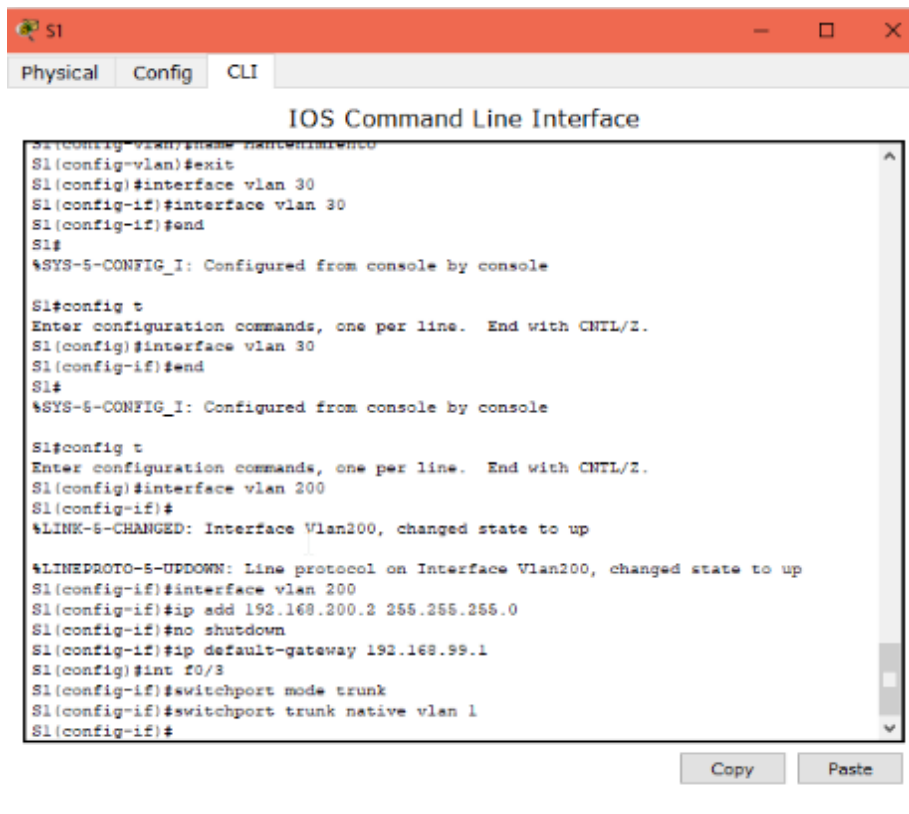 S1
Physical Config CLI
IOS Command Line Interface
S1(config-vlan)#name Mantenimiento
S1(config-vlan)#exit
S1(config)#interface vlan 30
S1(config-if)#interface vlan 30
S1(config-if)#end
S1#
%SYS-5-CONFIG_I: Configured from console by console
S1#config t
Enter configuration commands, one per line.  End with CNTL/Z.
S1(config)#interface vlan 30
S1(config-if)#end
S1#
%SYS-5-CONFIG_I: Configured from console by console
S1#config t
Enter configuration commands, one per line.  End with CNTL/Z.
S1(config)#interface vlan 200
S1(config-if)#
%LINK-5-CHANGED: Interface Vlan200, changed state to up
%LINEPROTO-5-UPDOWN: Line protocol on Interface Vlan200, changed state to up
S1(config-if)#interface vlan 200
S1(config-if)#ip add 192.168.200.2 255.255.255.0
S1(config-if)#no shutdown
S1(config-if)#ip default-gateway 192.168.99.1
S1(config)#int f0/3
S1(config-if)#switchport mode trunk
S1(config-if)#switchport trunk native vlan 1
S1(config-if)#
Copy Paste